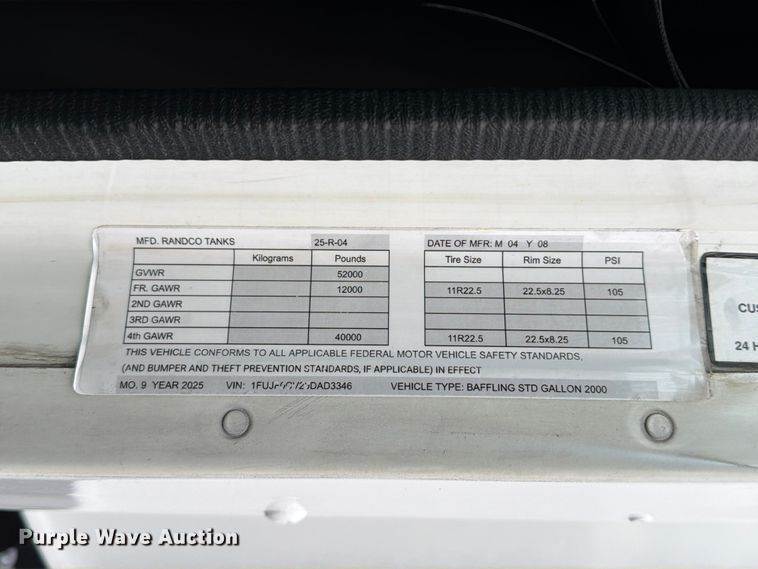 MFD. RANDCO TANKS 25-R-04 DATE OF MFR: M 04 Y 08
Kilograms Pounds Tire Size Rim Size PSI
GVWR 52000
FR. GAWR 12000 11R22.5 22.5x8.25 105
2ND GAWR
3RD GAWR
4th GAWR 40000 11R22.5 22.5x8.25 105
THIS VEHICLE CONFORMS TO ALL APPLICABLE FEDERAL MOTOR VEHICLE SAFETY STANDARDS,
(AND BUMPER AND THEFT PREVENTION STANDARDS, IF APPLICABLE) IN EFFECT
MO. 9 YEAR 2025 VIN: VEHICLE TYPE: BAFFLING STD GALLON 2000
CUS
24 H
Purple Wave Auction